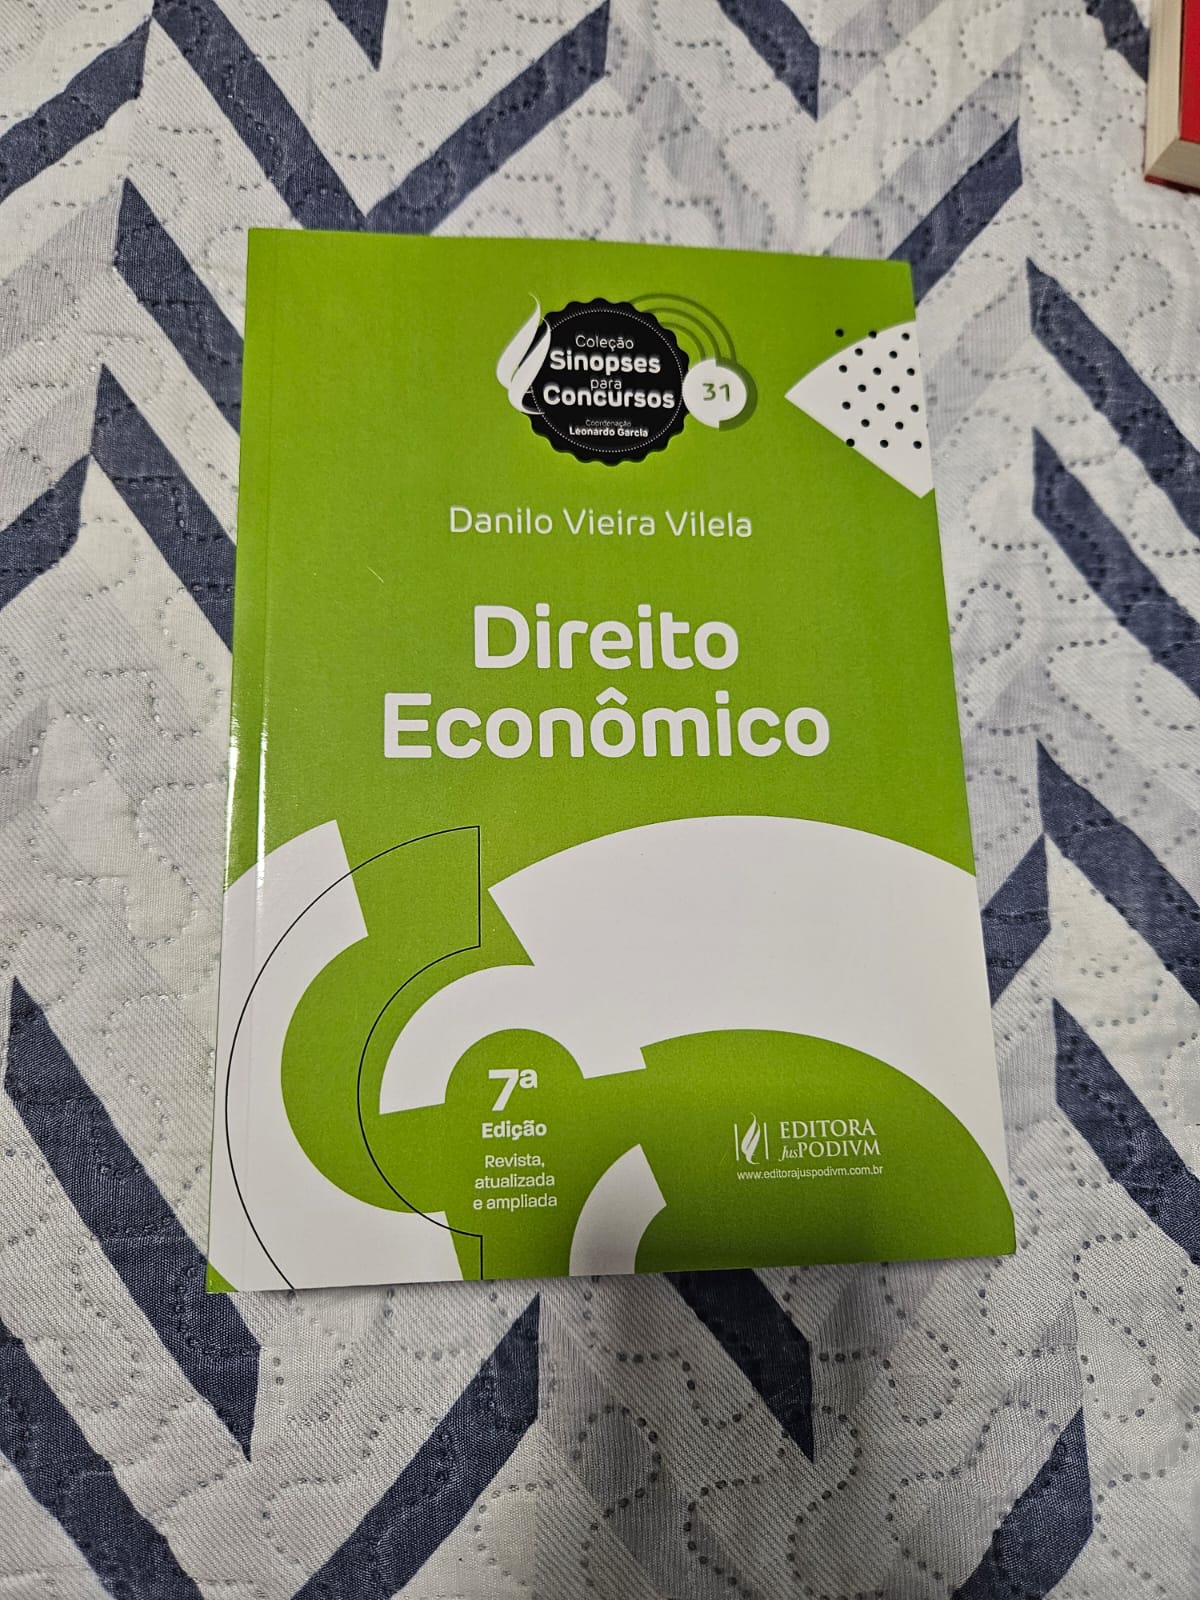 Coleção
Sinopses
para
Concursos
Coordenação
Leonardo Garcia
31
Danilo Vieira Vilela
Direito
Econômico
7ª
Edição
Revista,
atualizada
e ampliada
EDITORA
JusPODIVM
www.editorajuspodivm.com.br